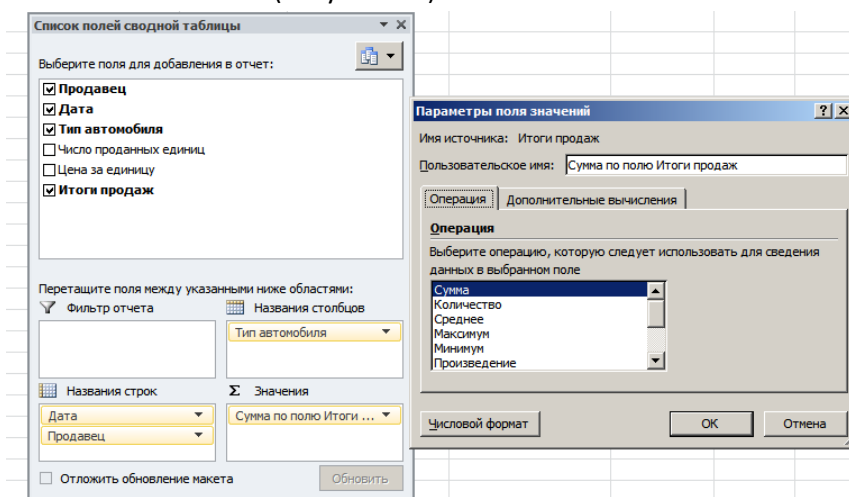 Список полей сводной таблицы
Выберите поля для добавления в отчет:
Продавец
Дата
Тип автомобиля
Число проданных единиц
Цена за единицу
Итоги продаж
Перетащите поля между указанными ниже областями:
Фильтр отчета
Названия столбцов
Тип автомобиля
Названия строк
Σ Значения
Дата
Сумма по полю Итоги ...
Продавец
Отложить обновление макета
Обновить
Параметры поля значений
Имя источника: Итоги продаж
Пользовательское имя: Сумма по полю Итоги продаж
Операция
Дополнительные вычисления
Операция
Выберите операцию, которую следует использовать для сведения
данных в выбранном поле
Сумма
Количество
Среднее
Максимум
Минимум
Произведение
Числовой формат
ОК
Отмена